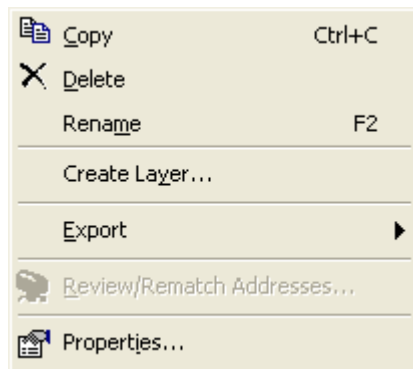 Copy Ctrl+C
Delete
Rename F2
Create Layer...
Export
Review/Rematch Addresses...
Properties...